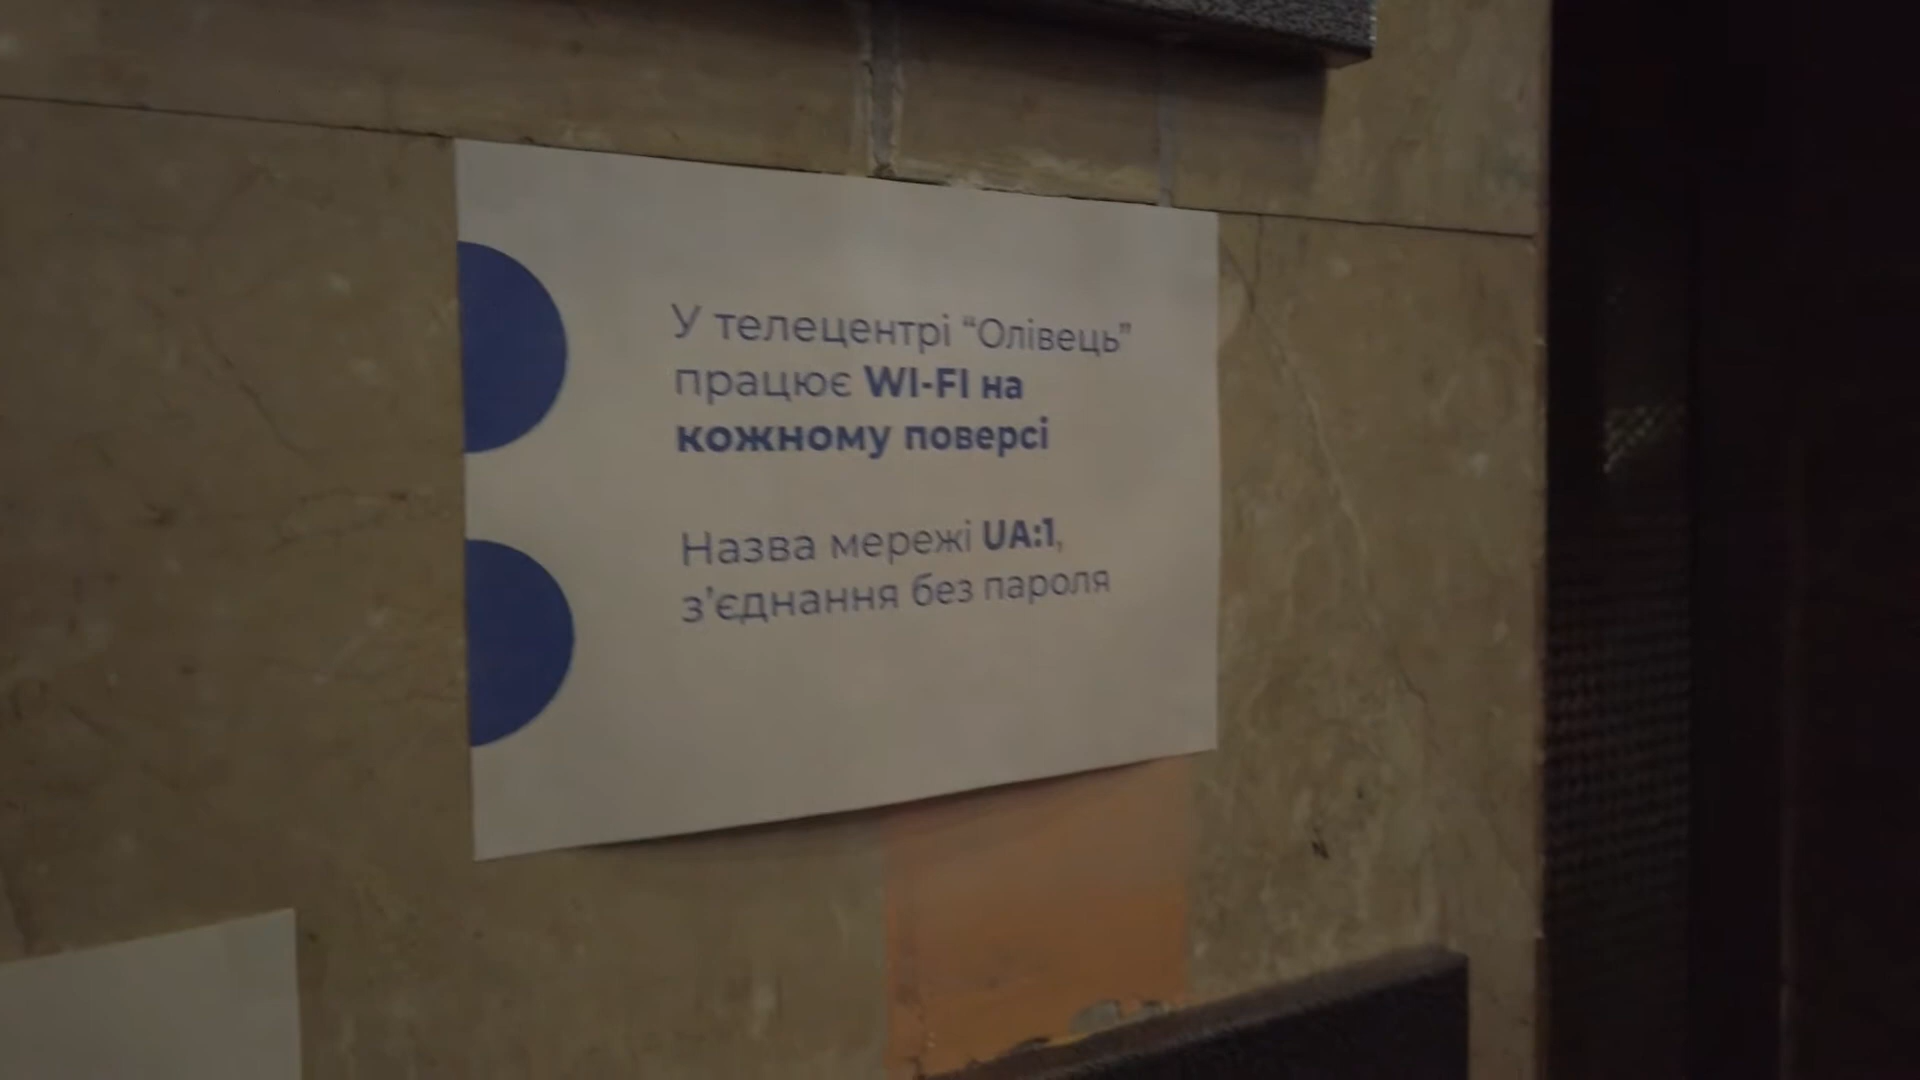 У телецентрі “Олівець”
працює WI-FI на
кожному поверсі
Назва мережі UA:1,
з’єднання без пароля